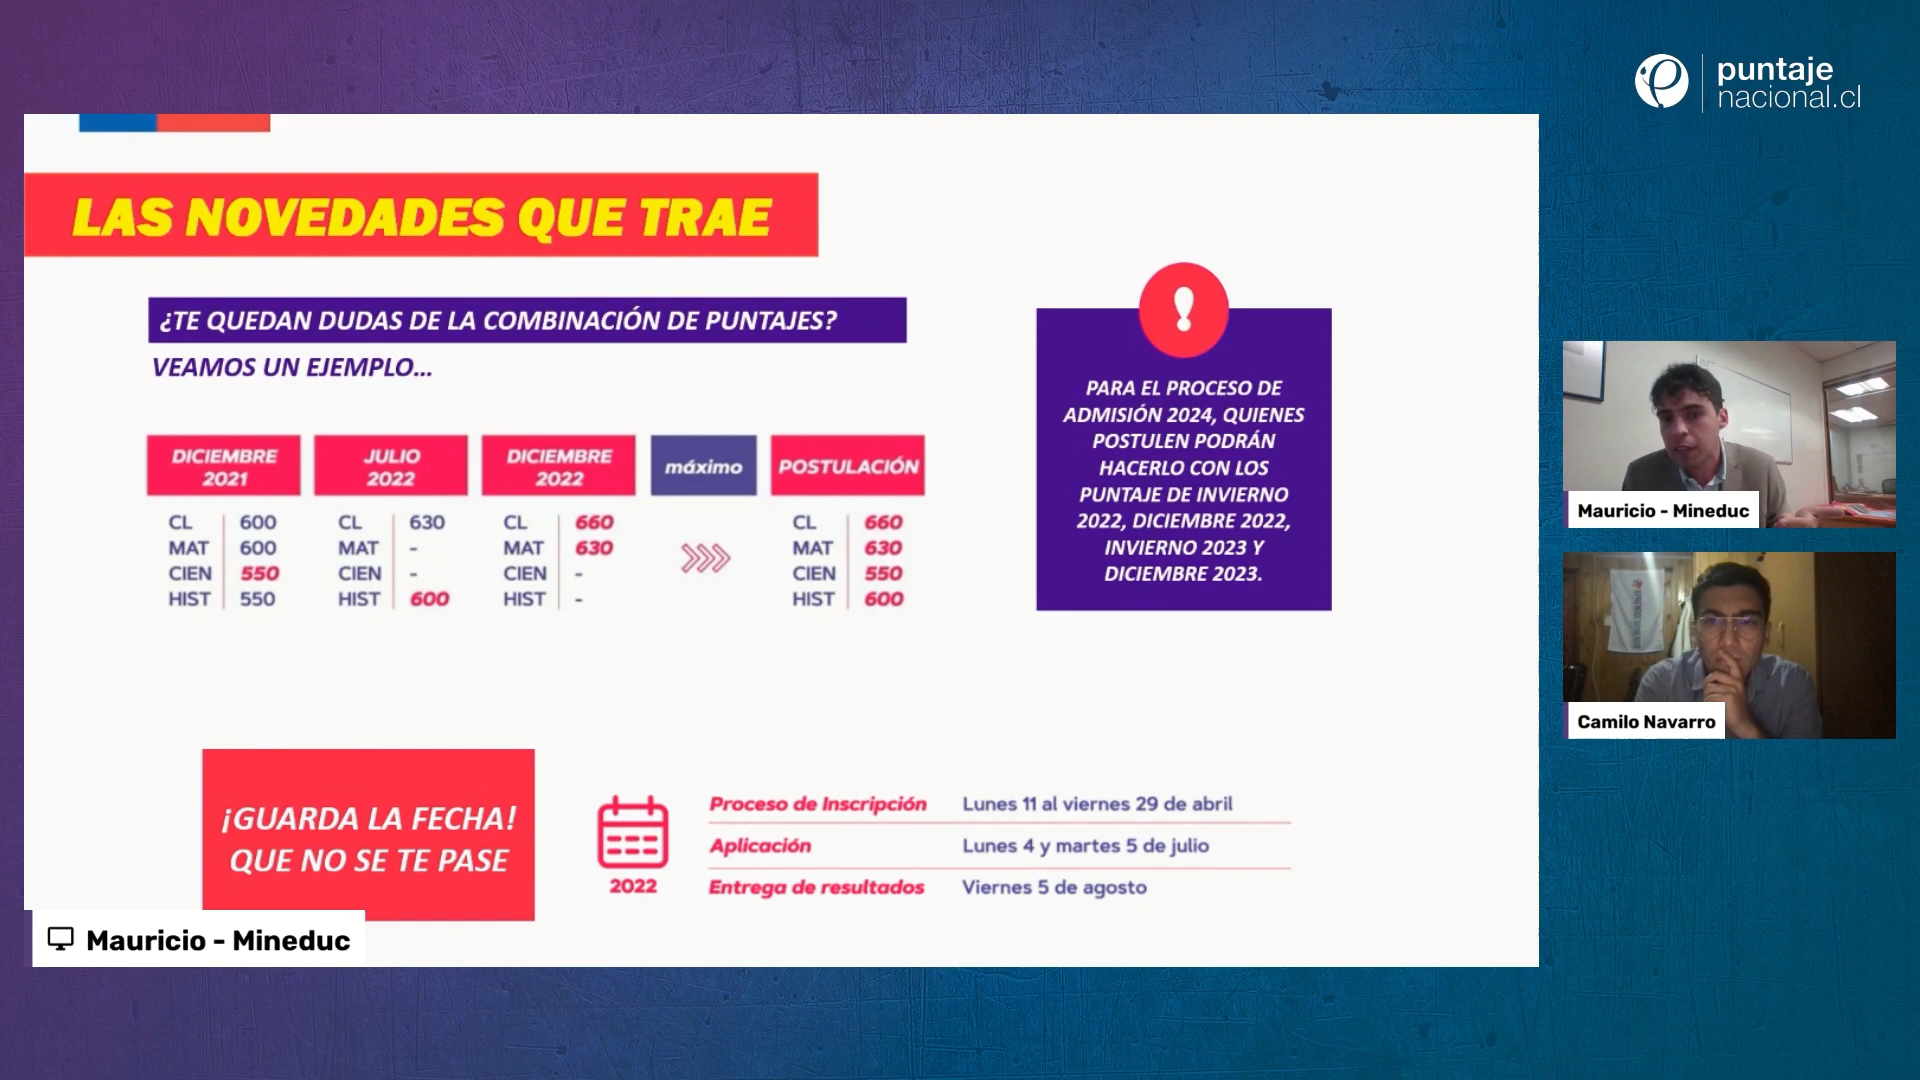 puntaje
nacional.cl
LAS NOVEDADES QUE TRAE
¿TE QUEDAN DUDAS DE LA COMBINACIÓN DE PUNTAJES?
VEAMOS UN EJEMPLO...
DICIEMBRE
2021
CL 600
MAT 600
CIEN 550
HIST 550
JULIO
2022
CL 630
MAT -
CIEN -
HIST 600
DICIEMBRE
2022
CL 660
MAT 630
CIEN -
HIST -
máximo
POSTULACIÓN
CL 660
MAT 630
CIEN 550
HIST 600
!
PARA EL PROCESO DE
ADMISIÓN 2024, QUIENES
POSTULEN PODRÁN
HACERLO CON LOS
PUNTAJE DE INVIERNO
2022, DICIEMBRE 2022,
INVIERNO 2023 Y
DICIEMBRE 2023.
¡GUARDA LA FECHA!
QUE NO SE TE PASE
2022
Proceso de Inscripción Lunes 11 al viernes 29 de abril
Aplicación Lunes 4 y martes 5 de julio
Entrega de resultados Viernes 5 de agosto
Mauricio - Mineduc
Mauricio - Mineduc
Camilo Navarro